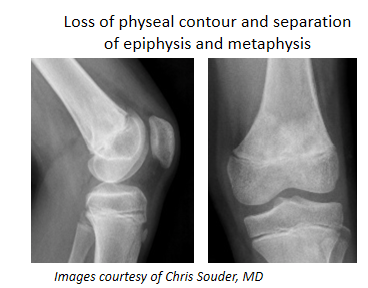 Loss of physeal contour and separation
of epiphysis and metaphysis
Images courtesy of Chris Souder, MD